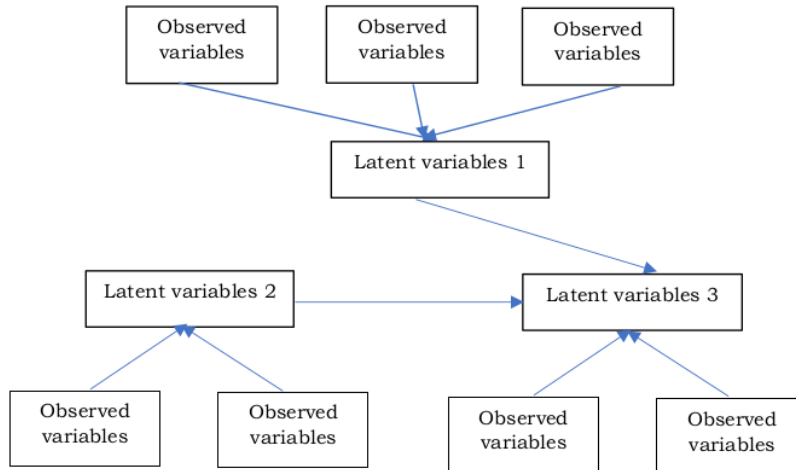 Observed
variables
Observed
variables
Observed
variables
Latent variables 1
Latent variables 2
Latent variables 3
Observed
variables
Observed
variables
Observed
variables
Observed
variables